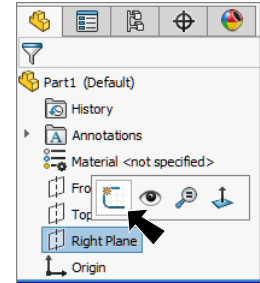 Part1 (Default)
History
A Annotations
Material <not specified>
Fro
Top
Right Plane
Origin